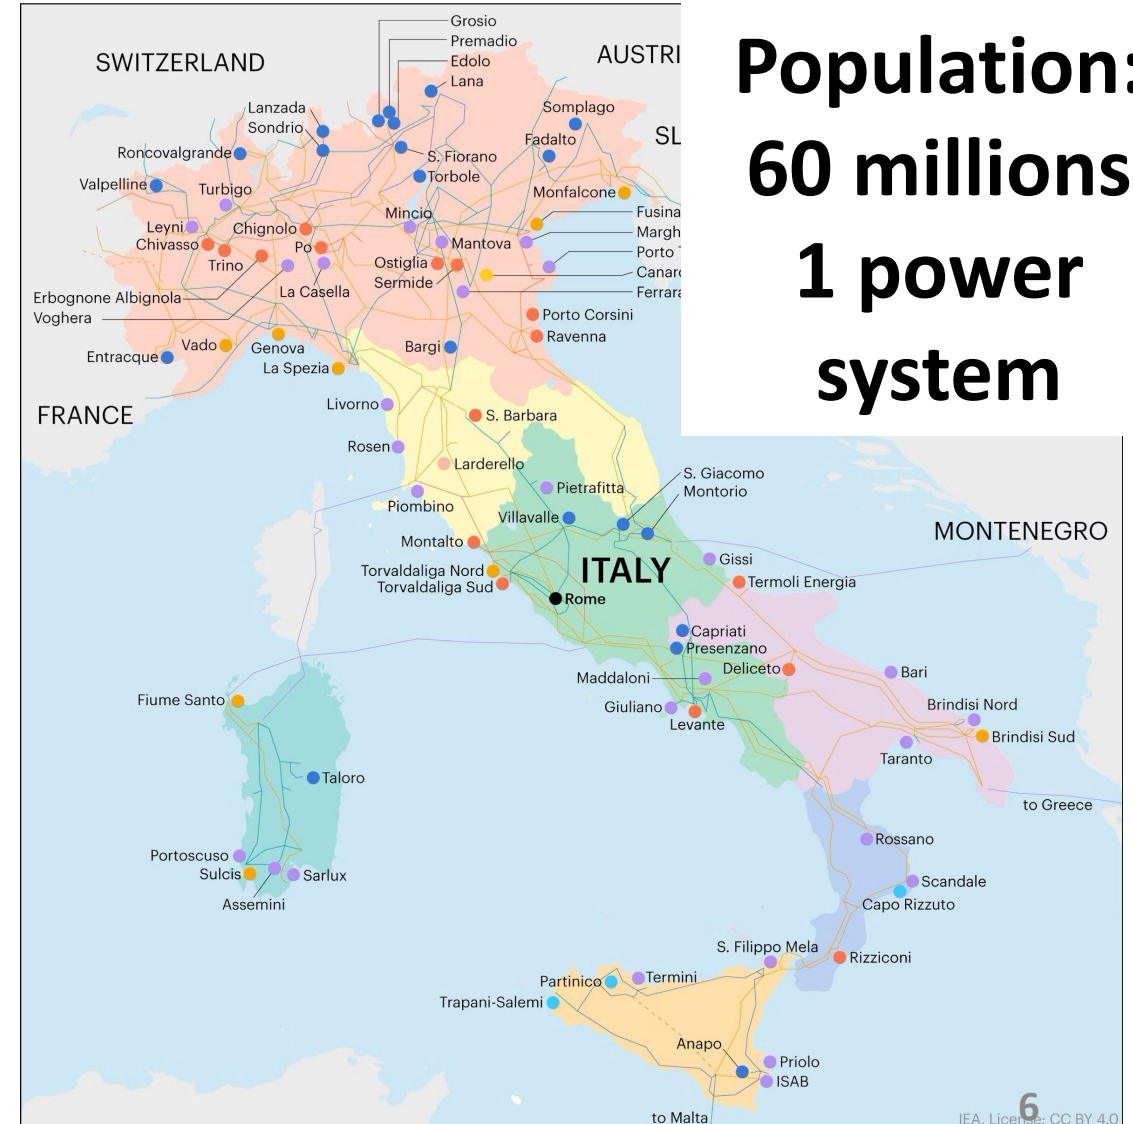 Grosio
Premadio
Edolo
Lana
SWITZERLAND
AUSTRI
Population:
60 millions
1 power
system
Lanzada
Sondrio
Somplago
Fadalto
SL
Roncovalgrande
S. Fiorano
Torbole
Valpelline
Turbigo
Monfalcone
Mincio
Fusina
Leyni
Chignolo
Margh
Chivasso
Po
Mantova
Porto T
Trino
Ostiglia
Canaro
Sermide
Erbognone Albignola
La Casella
Ferrara
Voghera
Porto Corsini
Ravenna
Entracque
Vado
Genova
Bargi
La Spezia
FRANCE
Livorno
S. Barbara
Rosen
Larderello
S. Giacomo
Montorio
Pietrafitta
Piombino
Villavalle
MONTENEGRO
Montalto
Gissi
ITALY
Torvaldaliga Nord
Torvaldaliga Sud
Termoli Energia
Rome
Capriati
Presenzano
Deliceto
Maddaloni
Bari
Fiume Santo
Giuliano
Levante
Brindisi Nord
Brindisi Sud
Taranto
Taloro
to Greece
Rossano
Portoscuso
Sulcis
Sarlux
Scandale
Assemini
Capo Rizzuto
S. Filippo Mela
Rizziconi
Partinico
Termini
Trapani-Salemi
Anapo
Priolo
ISAB
to Malta
6
IEA. License: CC BY 4.0